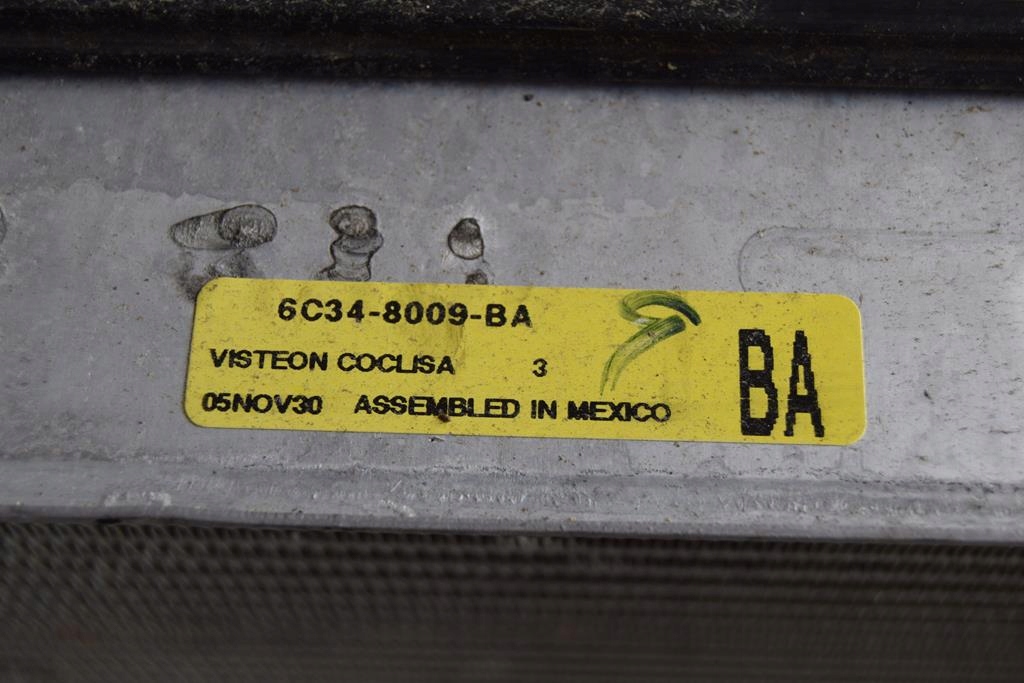 6C34-8009-BA
VISTEON COCLISA 3
05NOV30 ASSEMBLED IN MEXICO
BA